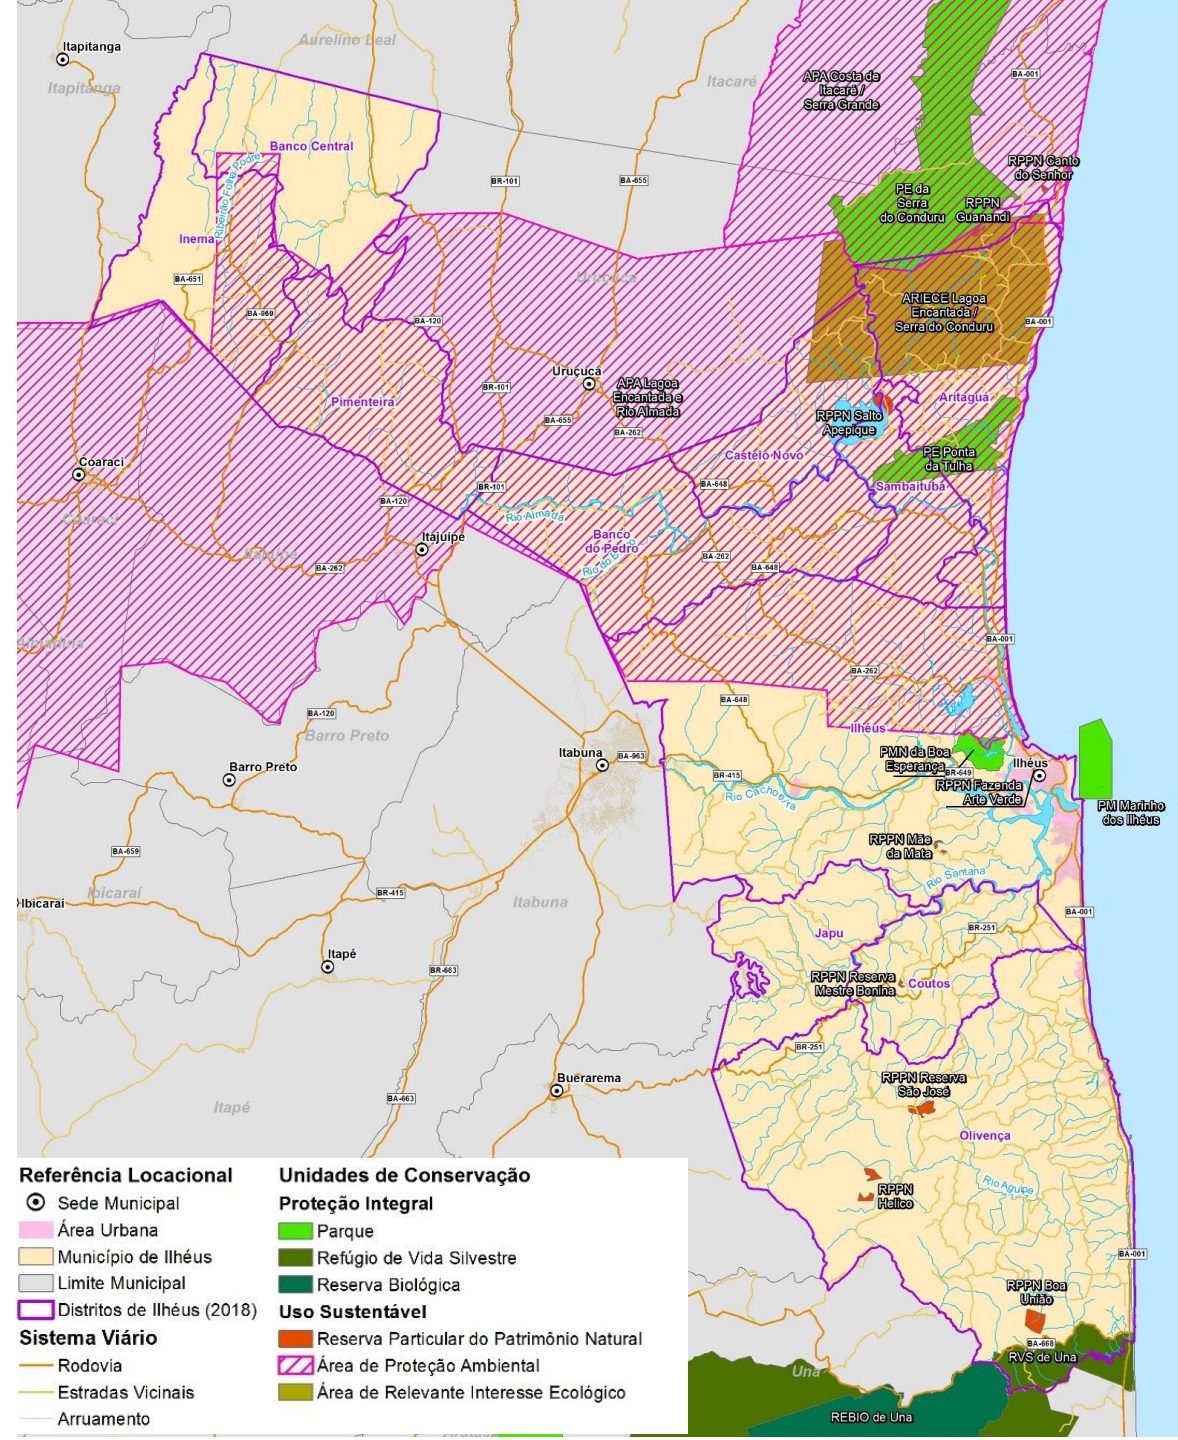 Itapitanga
Itapitanga
Aurelino Leal
Itacaré
APA Costa de
Itacaré /
Serra Grande
BA-001
Banco Central
Ribeirão Folha Podre
BR-101
BA-655
RPPN Canto
do Senhor
PE da
Serra
do Conduru
RPPN
Guanandi
Inema
BA-651
BA-969
BA-120
ARIECE Lagoa
Encantada /
Serra do Conduru
BA-001
Uruçuca
BR-101
APA Lagoa
Encantada e
Rio Almada
Pimenteira
BA-655
BA-262
RPPN Salto
Apepique
Aritaguá
PE Ponta
da Tulha
Castelo Novo
Sambaituba
Coaraci
BR-101
BA-648
BA-120
Rio Almada
Itajuípe
Banco
do Pedro
BA-262
BA-262
BA-648
BA-001
BA-262
BA-648
BA-120
Barro Preto
Ilhéus
Itabuna
BA-963
Barro Preto
PMN da Boa
Esperança
BR-649
Ilhéus
BR-415
Rio Cachoeira
RPPN Fazenda
Arte Verde
PM Marinho
dos Ilhéus
RPPN Mãe
da Mata
BA-659
Rio Santana
Ibicaraí
BR-415
Ibicaraí
Itabuna
BA-001
Japu
BR-251
Itapé
BR-663
RPPN Reserva
Mestre Bonina
Coutos
BR-251
Buerarema
RPPN Reserva
São José
BA-663
Itapé
Olivença
Rio Aguipe
RPPN
Helico
BA-001
RPPN Boa
União
BA-668
RVS de Una
Una
REBIO de Una
Referência Locacional
Sede Municipal
Área Urbana
Município de Ilhéus
Limite Municipal
Distritos de Ilhéus (2018)
Sistema Viário
Rodovia
Estradas Vicinais
Arruamento
Unidades de Conservação
Proteção Integral
Parque
Refúgio de Vida Silvestre
Reserva Biológica
Uso Sustentável
Reserva Particular do Patrimônio Natural
Área de Proteção Ambiental
Área de Relevante Interesse Ecológico